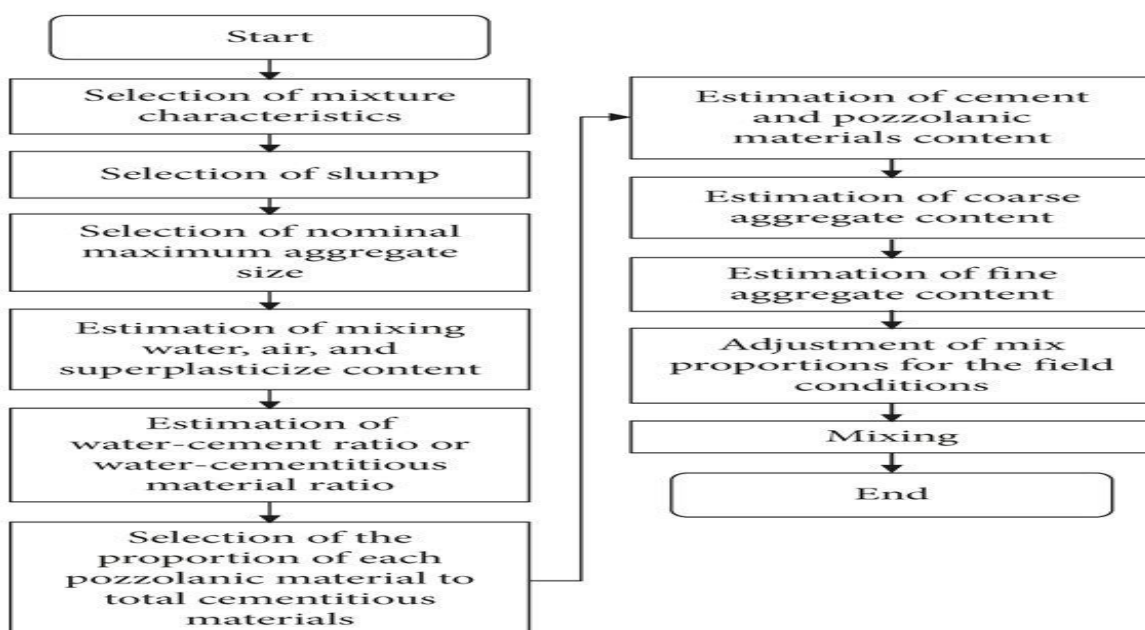 Start
Selection of mixture
characteristics
Selection of slump
Selection of nominal
maximum aggregate
size
Estimation of mixing
water, air, and
superplasticize content
Estimation of
water-cement ratio or
water-cementitious
material ratio
Selection of the
proportion of each
pozzolanic material to
total cementitious
materials
Estimation of cement
and pozzolanic
materials content
Estimation of coarse
aggregate content
Estimation of fine
aggregate content
Adjustment of mix
proportions for the field
conditions
Mixing
End